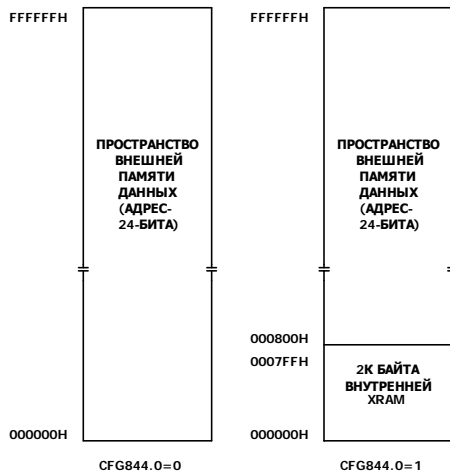 FFFFFFH
ПРОСТРАНСТВО
ВНЕШНЕЙ
ПАМЯТИ
ДАННЫХ
(АДРЕС-
24-БИТА)
000000H
CFG844.0=0
FFFFFFH
ПРОСТРАНСТВО
ВНЕШНЕЙ
ПАМЯТИ
ДАННЫХ
(АДРЕС-
24-БИТА)
000800H
0007FFH
2К БАЙТА
ВНУТРЕННЕЙ
XRAM
000000H
CFG844.0=1